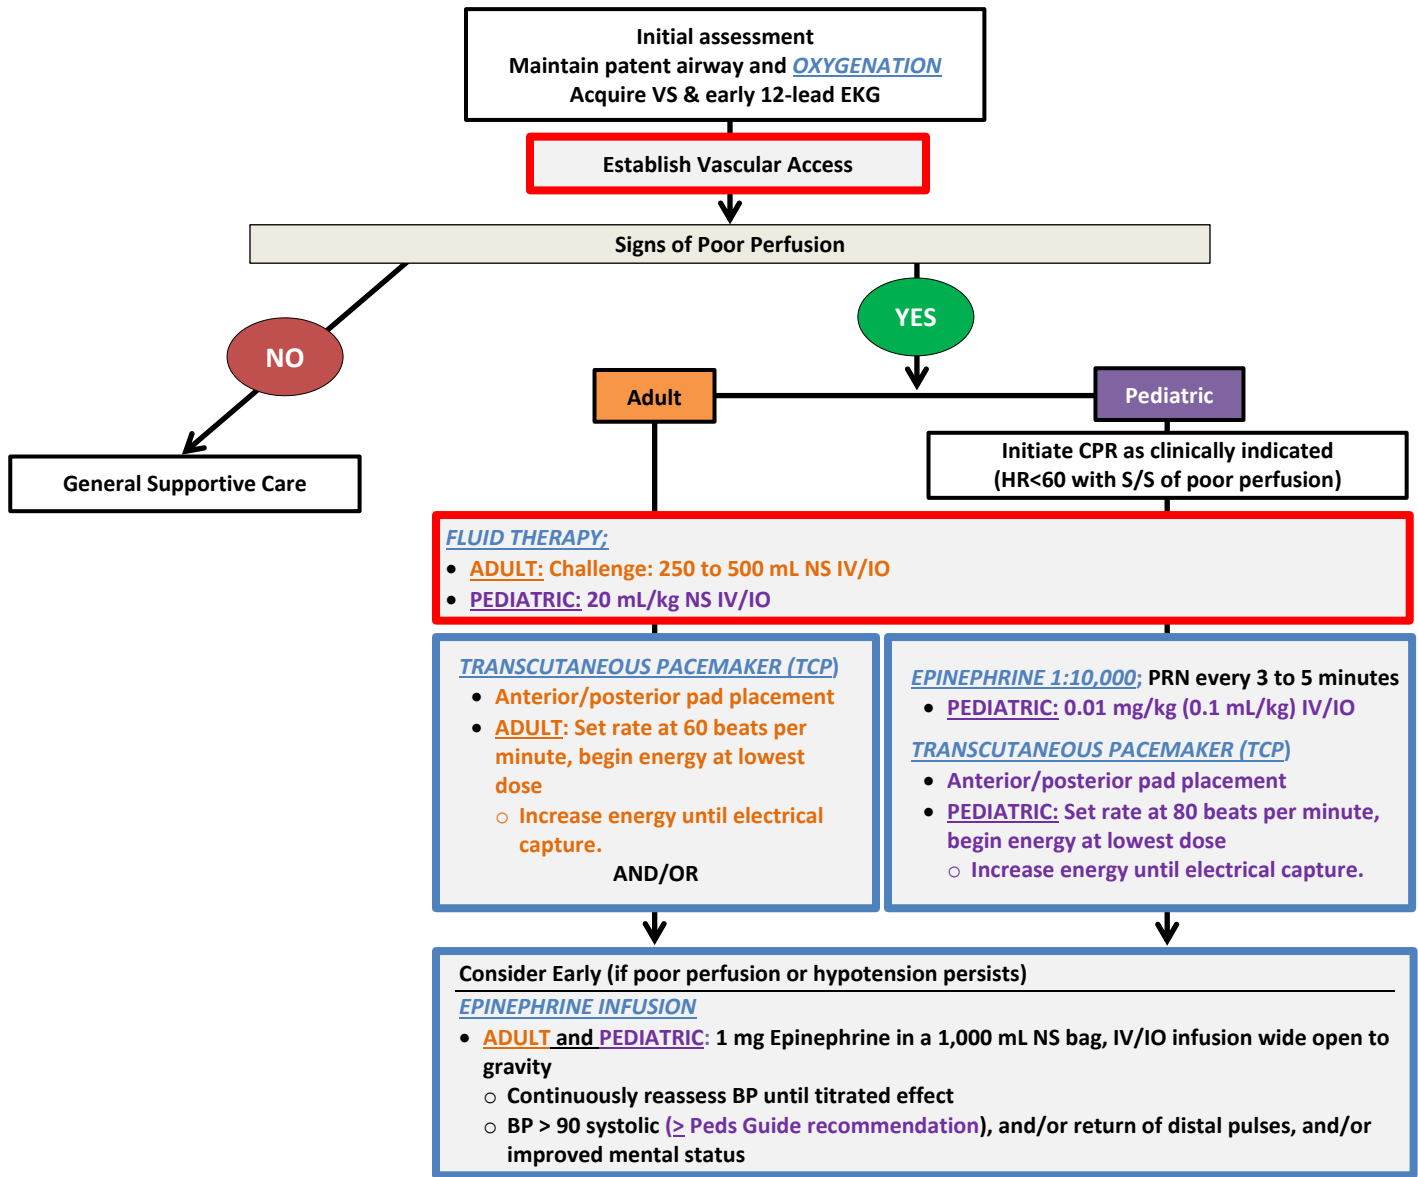 Initial assessment
Maintain patent airway and OXYGENATION
Acquire VS & early 12-lead EKG
Establish Vascular Access
Signs of Poor Perfusion
NO
YES
Adult
Pediatric
General Supportive Care
Initiate CPR as clinically indicated
(HR<60 with S/S of poor perfusion)
FLUID THERAPY;
• ADULT: Challenge: 250 to 500 mL NS IV/IO
• PEDIATRIC: 20 mL/kg NS IV/IO
TRANSCUTANEOUS PACEMAKER (TCP)
• Anterior/posterior pad placement
• ADULT: Set rate at 60 beats per
minute, begin energy at lowest
dose
o Increase energy until electrical
capture.
AND/OR
EPINEPHRINE 1:10,000; PRN every 3 to 5 minutes
• PEDIATRIC: 0.01 mg/kg (0.1 mL/kg) IV/IO
TRANSCUTANEOUS PACEMAKER (TCP)
• Anterior/posterior pad placement
• PEDIATRIC: Set rate at 80 beats per minute,
begin energy at lowest dose
o Increase energy until electrical capture.
Consider Early (if poor perfusion or hypotension persists)
EPINEPHRINE INFUSION
• ADULT and PEDIATRIC: 1 mg Epinephrine in a 1,000 mL NS bag, IV/IO infusion wide open to
gravity
o Continuously reassess BP until titrated effect
o BP > 90 systolic (≥ Peds Guide recommendation), and/or return of distal pulses, and/or
improved mental status